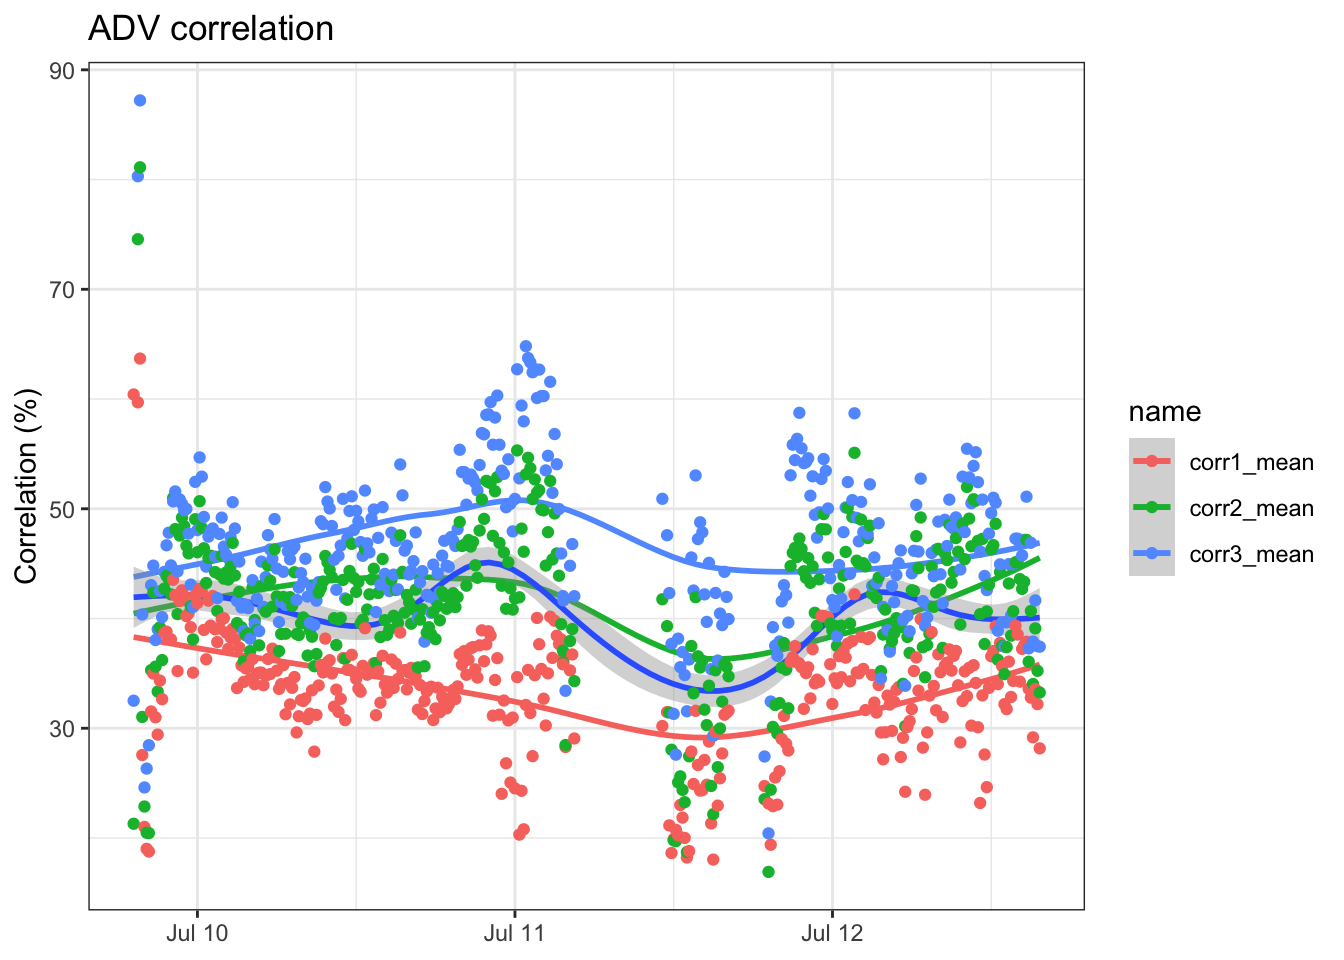 ADV correlation
Correlation (%)
90
70
50
30
Jul 10
Jul 11
Jul 12
name
corr1_mean
corr2_mean
corr3_mean